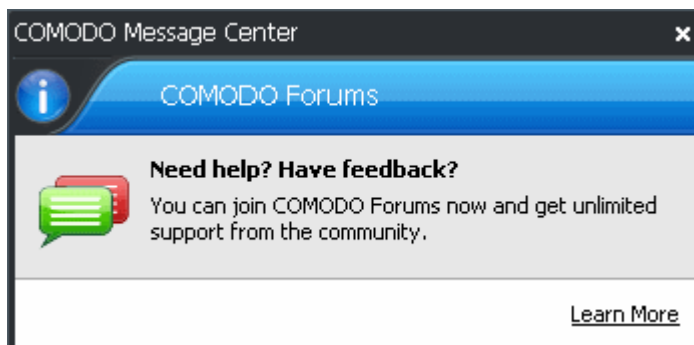 COMODO Message Center
COMODO Forums
Need help? Have feedback?
You can join COMODO Forums now and get unlimited
support from the community.
Learn More